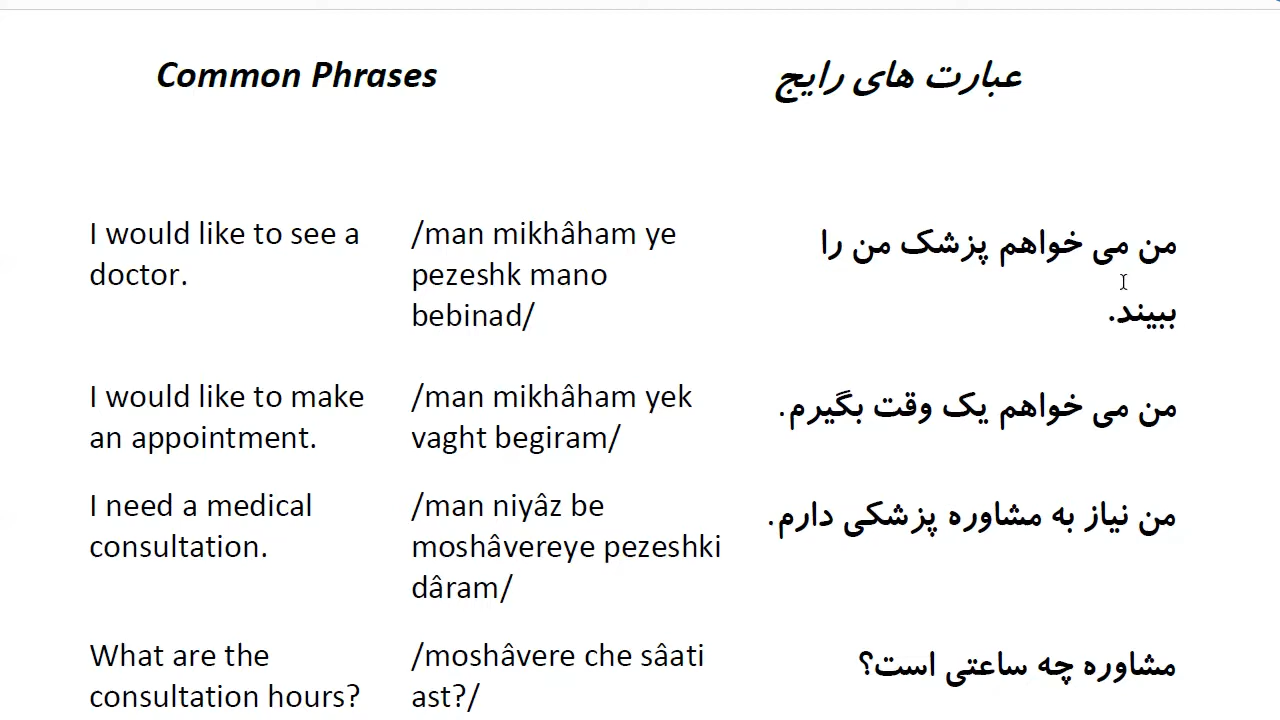 Common Phrases
عبارت های رایج
I would like to see a
doctor.
/man mikhâham ye
pezeshk mano
bebinad/
من می خواهم پزشک من را
ببیند.
I would like to make
an appointment.
/man mikhâham yek
vaght begiram/
من می خواهم یک وقت بگیرم.
I need a medical
consultation.
/man niyâz be
moshâvereye pezeshki
dâram/
من نیاز به مشاوره پزشکی دارم.
What are the
consultation hours?
/moshâvere che sâati
ast?/
مشاوره چه ساعتی است؟